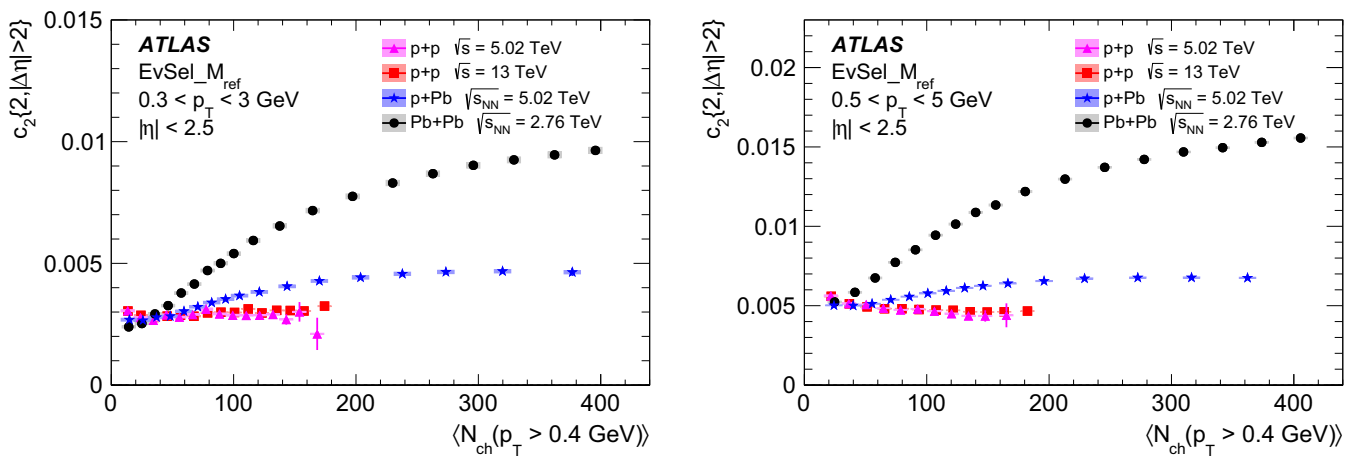 c₂{2,|Δη|>2}
0.015
0.01
0.005
0
ATLAS
EvSel_M_ref
0.3 < p_T < 3 GeV
|η| < 2.5
p+p √s = 5.02 TeV
p+p √s = 13 TeV
p+Pb √s_NN = 5.02 TeV
Pb+Pb √s_NN = 2.76 TeV
0 100 200 300 400
⟨N_ch(p_T > 0.4 GeV)⟩
c₂{2,|Δη|>2}
0.02
0.015
0.01
0.005
0
ATLAS
EvSel_M_ref
0.5 < p_T < 5 GeV
|η| < 2.5
p+p √s = 5.02 TeV
p+p √s = 13 TeV
p+Pb √s_NN = 5.02 TeV
Pb+Pb √s_NN = 2.76 TeV
0 100 200 300 400
⟨N_ch(p_T > 0.4 GeV)⟩